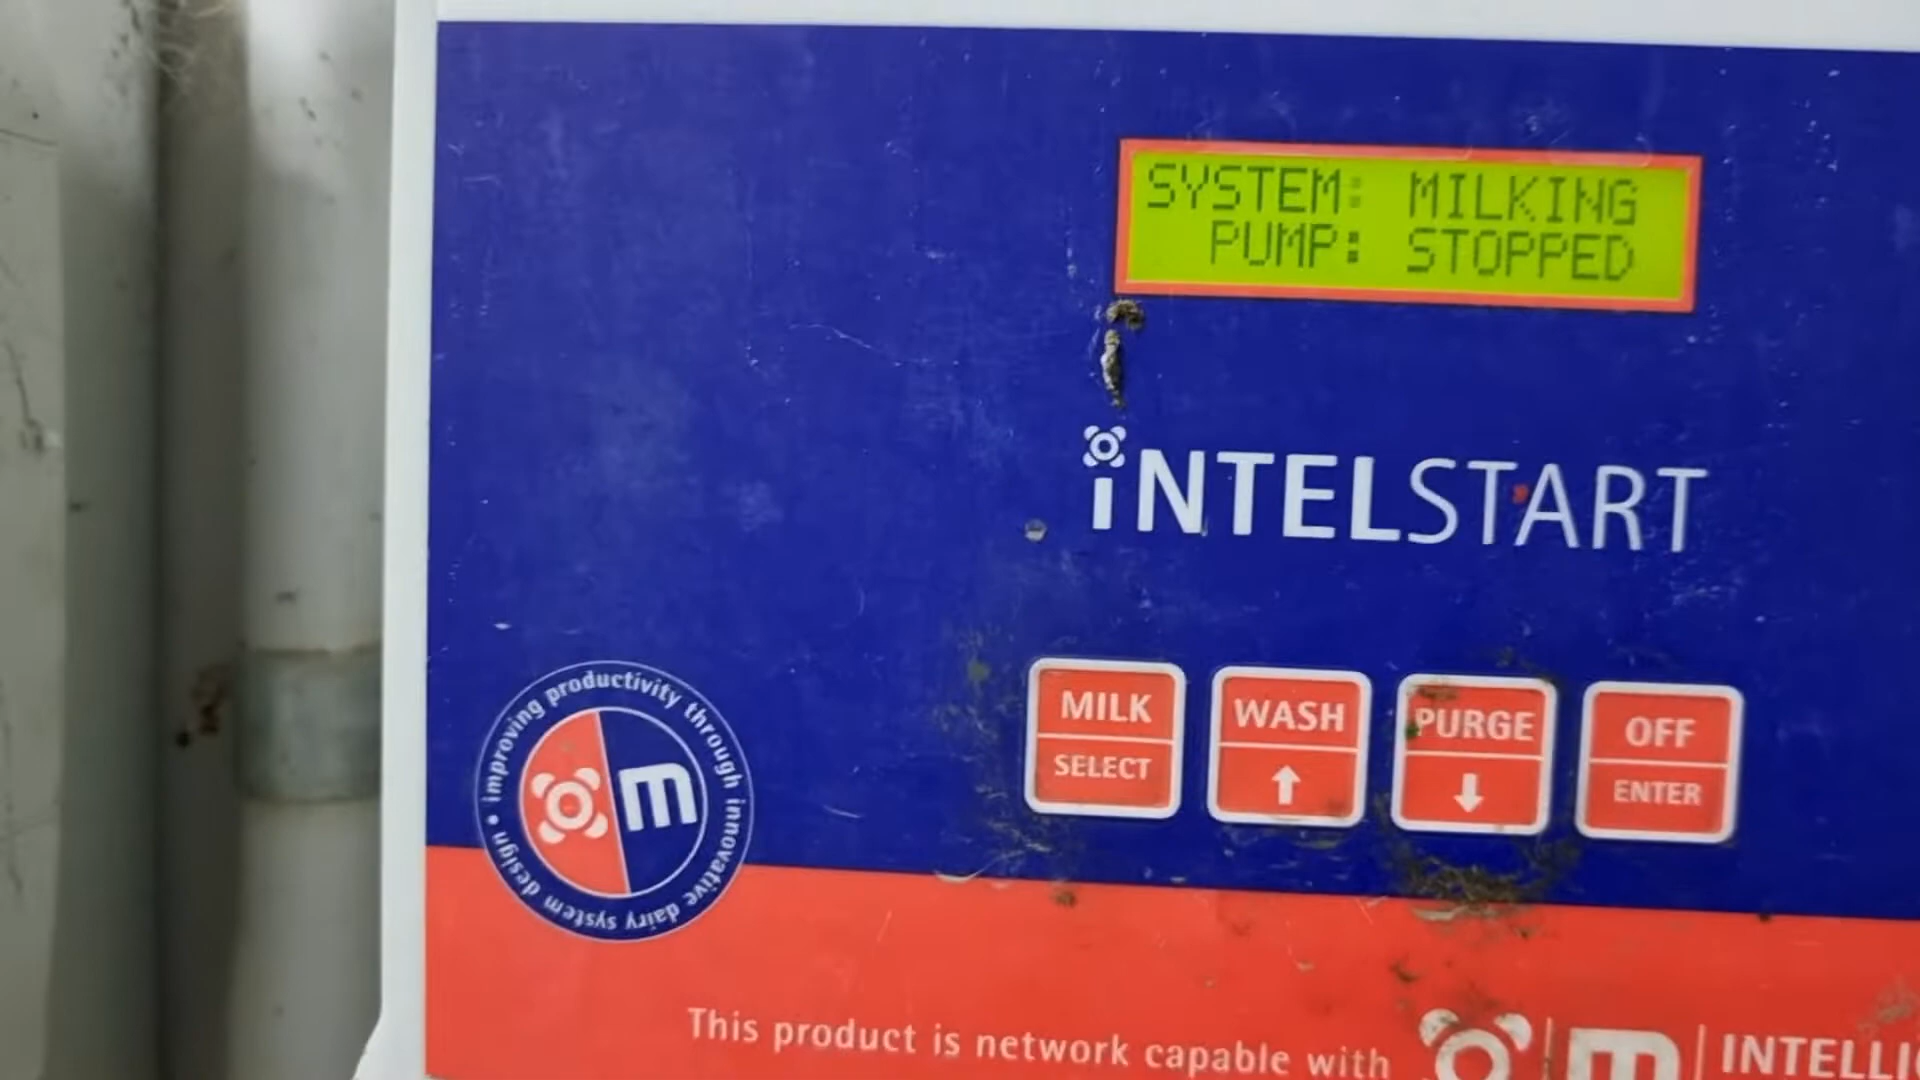 SYSTEM: MILKING
PUMP: STOPPED
iNTELSTART
MILK
SELECT
WASH
PURGE
OFF
ENTER
improving productivity through innovative dairy system design
m
This product is network capable with
m